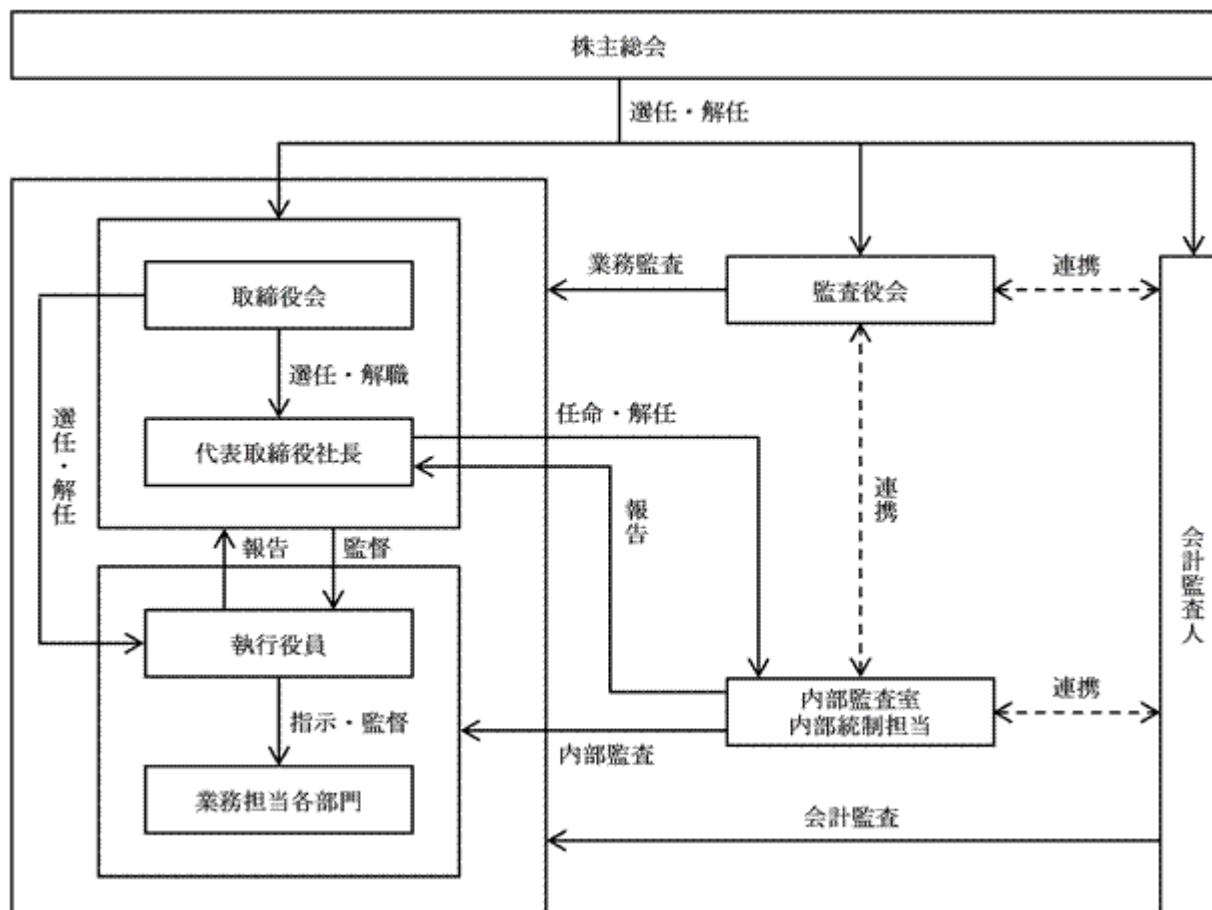 株主総会
選任・解任
業務監査
監査役会
連携
取締役会
選任・解職
選任・解任
代表取締役社長
任命・解任
報告
連携
報告
監督
会計監査人
執行役員
指示・監督
内部監査室
内部統制担当
連携
内部監査
業務担当各部門
会計監査